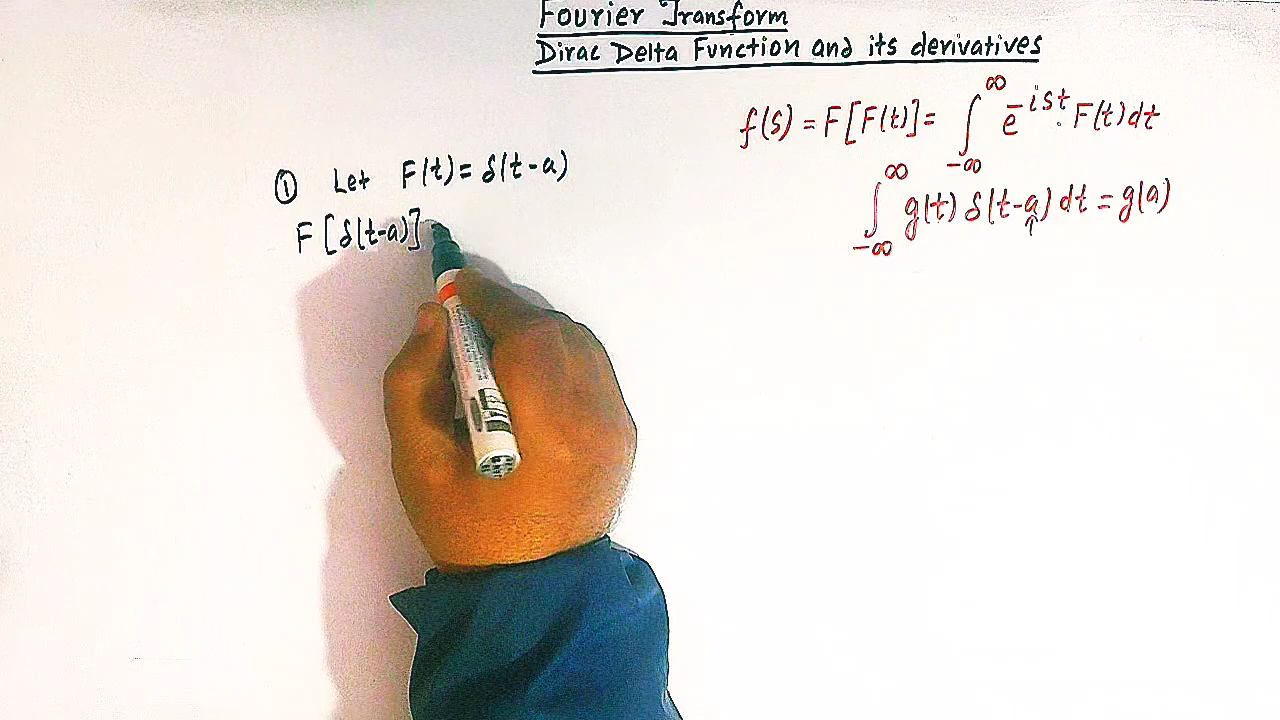 Fourier Transform
Dirac Delta Function and its derivatives
f(s) = F[F(t)] = ∫_{-∞}^{∞} e^{-ist} . F(t) dt
① Let F(t) = δ(t-a)
∫_{-∞}^{∞} g(t) δ(t-a) dt = g(a)
F[δ(t-a)]